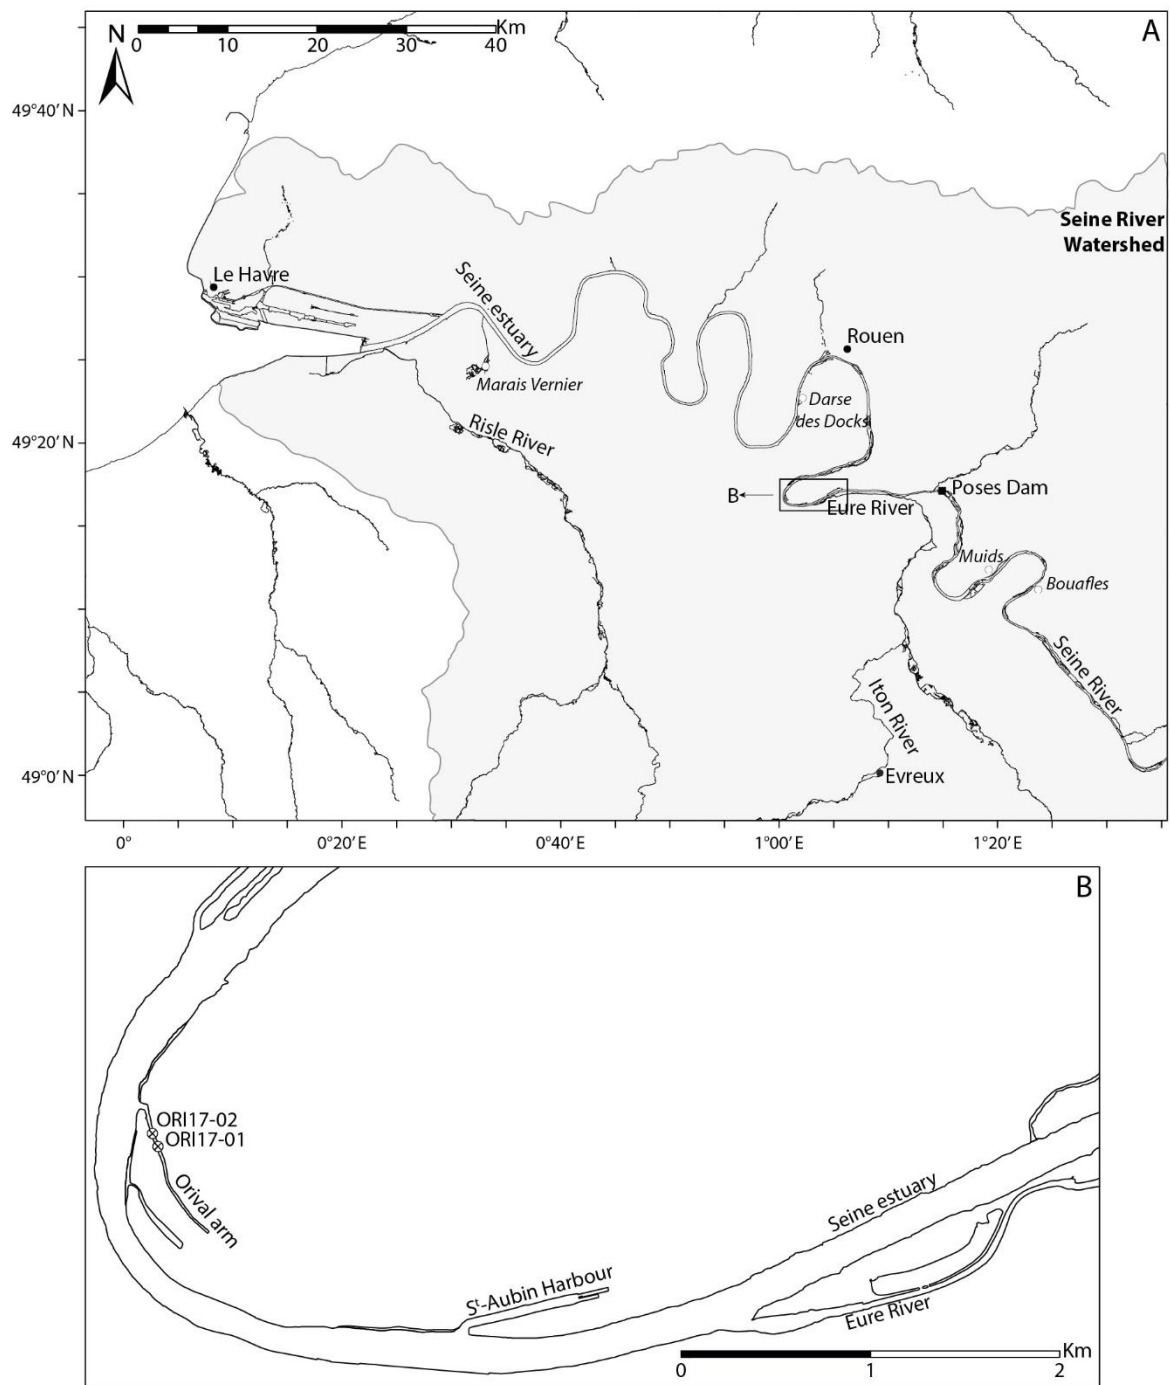 A
N
Km
0 10 20 30 40
49°40′ N
Seine River
Watershed
Le Havre
Seine estuary
Rouen
Marais Vernier
Darse
des Docks
49°20′ N
Risle River
B
Eure River
Poses Dam
Muids
Bouafles
Seine River
Iton River
49°0′ N
Evreux
0° 0°20′ E 0°40′ E 1°00′ E 1°20′ E
B
ORI17-02
ORI17-01
Orival arm
Seine estuary
St-Aubin Harbour
Eure River
Km
0 1 2